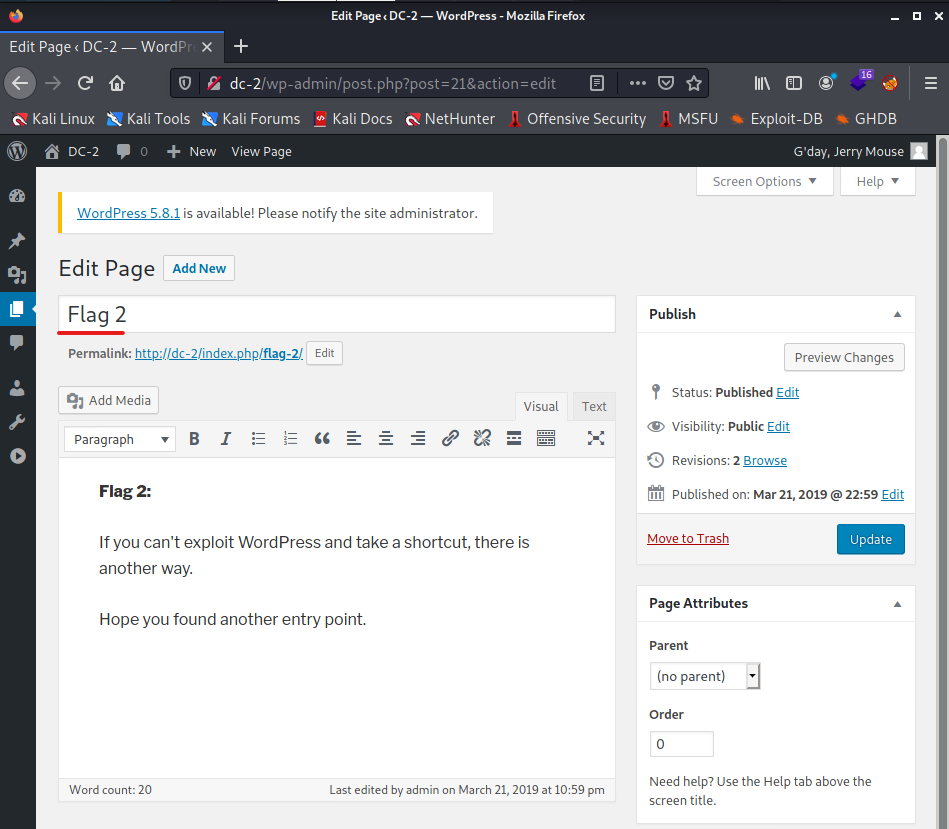 Edit Page ‹ DC-2 — WordPress - Mozilla Firefox
Edit Page ‹ DC-2 — WordPr
dc-2/wp-admin/post.php?post=21&action=edit
16
Kali Linux Kali Tools Kali Forums Kali Docs NetHunter Offensive Security MSFU Exploit-DB GHDB
DC-2 0 New View Page G'day, Jerry Mouse
Screen Options Help
WordPress 5.8.1 is available! Please notify the site administrator.
Edit Page Add New
Flag 2
Permalink: http://dc-2/index.php/flag-2/ Edit
Add Media
Visual Text
Paragraph B I
Flag 2:
If you can't exploit WordPress and take a shortcut, there is
another way.
Hope you found another entry point.
Word count: 20 Last edited by admin on March 21, 2019 at 10:59 pm
Publish
Preview Changes
Status: Published Edit
Visibility: Public Edit
Revisions: 2 Browse
Published on: Mar 21, 2019 @ 22:59 Edit
Move to Trash Update
Page Attributes
Parent
(no parent)
Order
0
Need help? Use the Help tab above the
screen title.